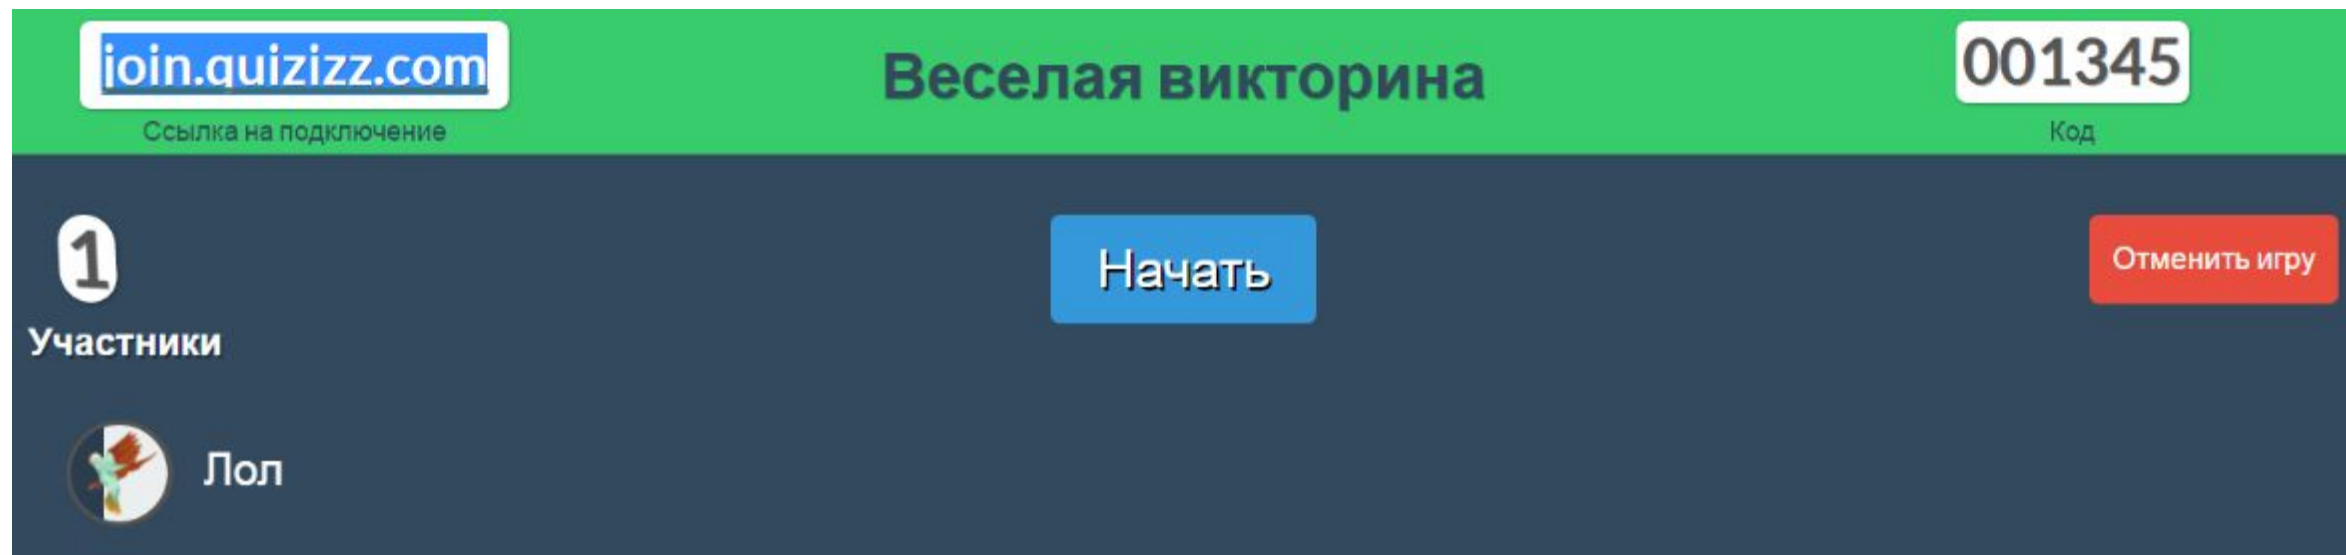 join.quizizz.com
Ссылка на подключение
Веселая викторина
001345
Код
1
Участники
Начать
Отменить игру
Лол